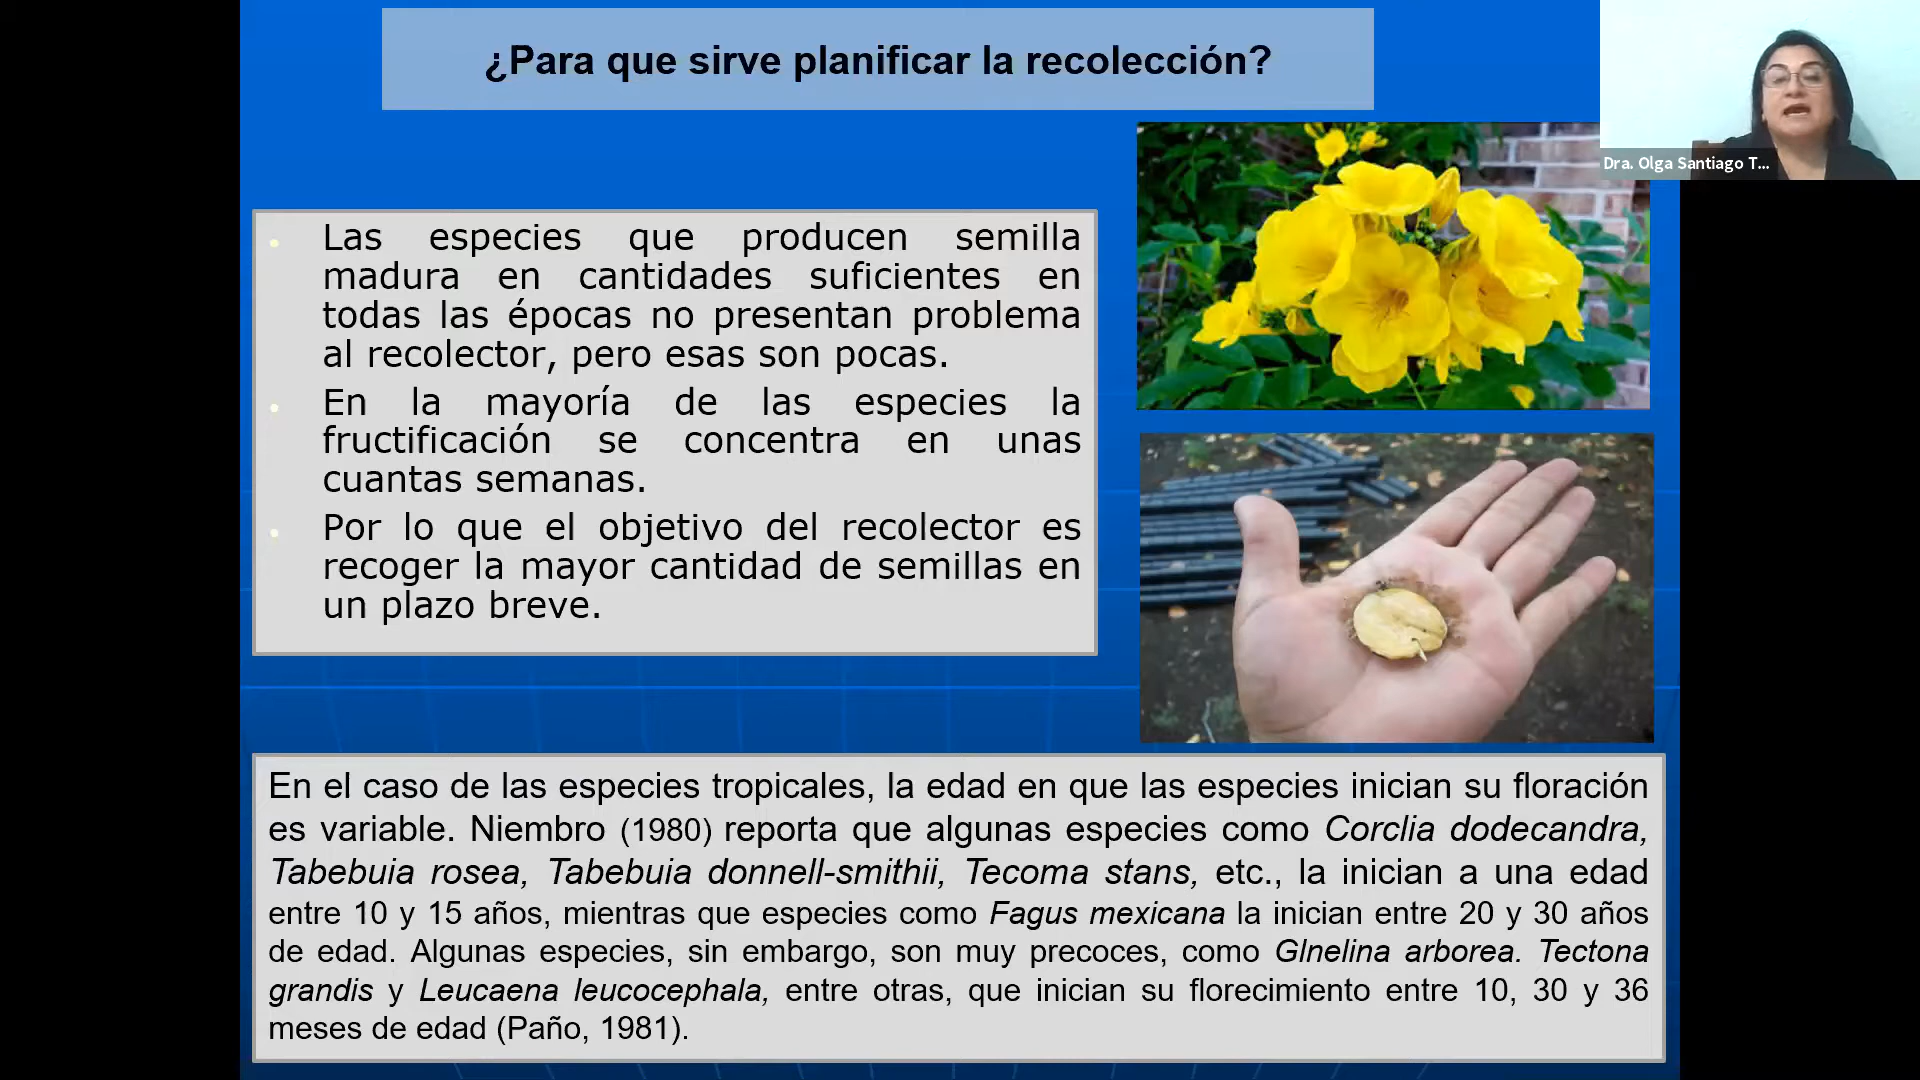 ¿Para que sirve planificar la recolección?
Dra. Olga Santiago T...
Las especies que producen semilla
madura en cantidades suficientes en
todas las épocas no presentan problema
al recolector, pero esas son pocas.
En la mayoría de las especies la
fructificación se concentra en unas
cuantas semanas.
Por lo que el objetivo del recolector es
recoger la mayor cantidad de semillas en
un plazo breve.
En el caso de las especies tropicales, la edad en que las especies inician su floración
es variable. Niembro (1980) reporta que algunas especies como Corclia dodecandra,
Tabebuia rosea, Tabebuia donnell-smithii, Tecoma stans, etc., la inician a una edad
entre 10 y 15 años, mientras que especies como Fagus mexicana la inician entre 20 y 30 años
de edad. Algunas especies, sin embargo, son muy precoces, como Glnelina arborea. Tectona
grandis y Leucaena leucocephala, entre otras, que inician su florecimiento entre 10, 30 y 36
meses de edad (Paño, 1981).